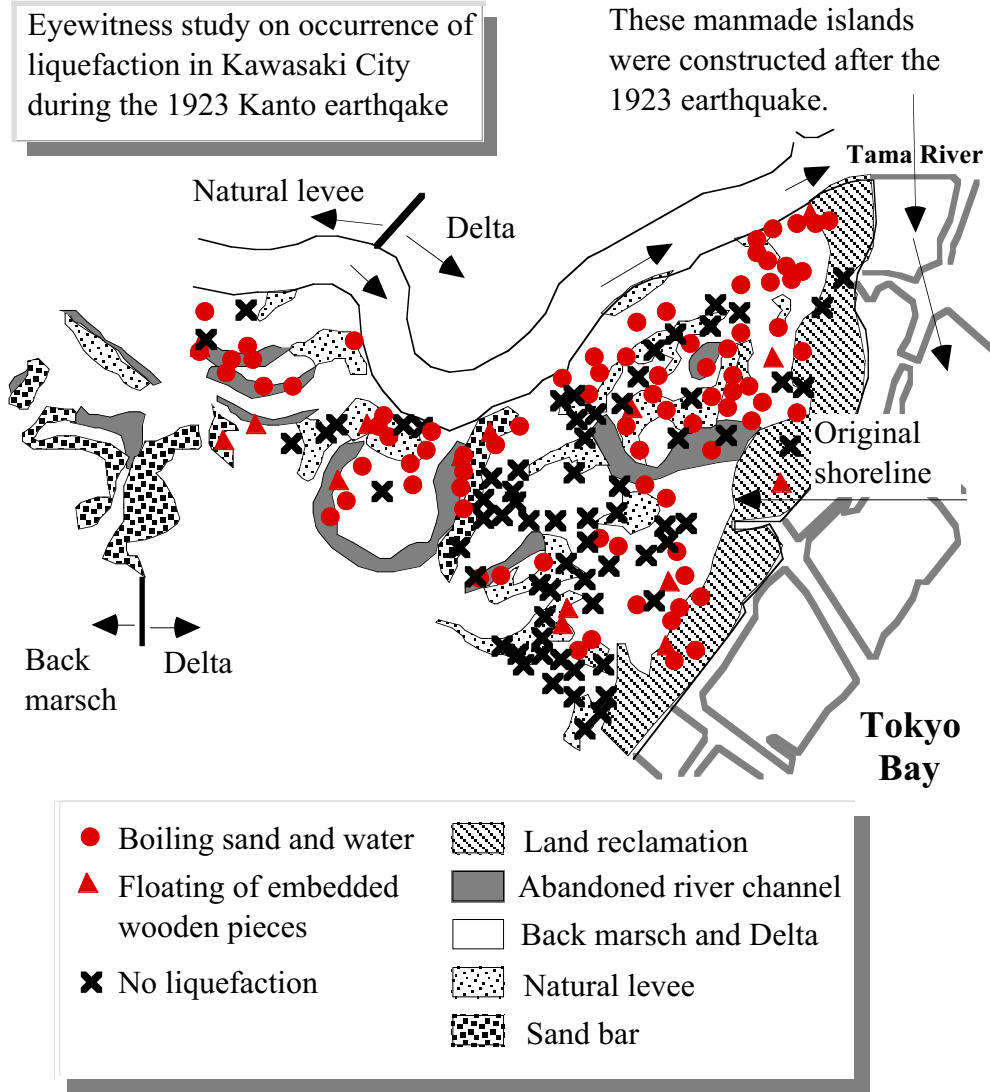 Eyewitness study on occurrence of
liquefaction in Kawasaki City
during the 1923 Kanto earthqake
These manmade islands
were constructed after the
1923 earthquake.
Tama River
Natural levee
Delta
Original
shoreline
Back
marsch
Delta
Tokyo
Bay
Boiling sand and water
Floating of embedded
wooden pieces
No liquefaction
Land reclamation
Abandoned river channel
Back marsch and Delta
Natural levee
Sand bar